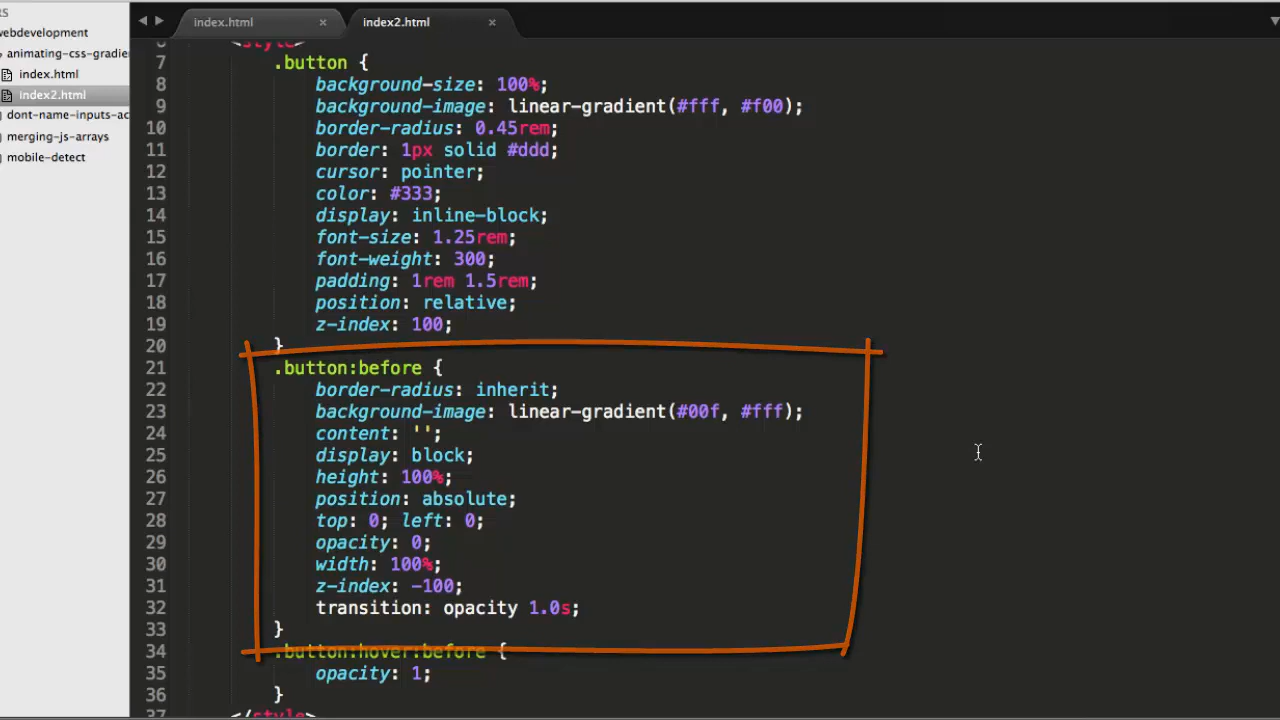 RS
index.html ×
index2.html ×
webdevelopment
animating-css-gradie
index.html
index2.html
dont-name-inputs-ac
merging-js-arrays
mobile-detect
6 <style>
7 .button {
8 background-size: 100%;
9 background-image: linear-gradient(#fff, #f00);
10 border-radius: 0.45rem;
11 border: 1px solid #ddd;
12 cursor: pointer;
13 color: #333;
14 display: inline-block;
15 font-size: 1.25rem;
16 font-weight: 300;
17 padding: 1rem 1.5rem;
18 position: relative;
19 z-index: 100;
20 }
21 .button:before {
22 border-radius: inherit;
23 background-image: linear-gradient(#00f, #fff);
24 content: '';
25 display: block;
26 height: 100%;
27 position: absolute;
28 top: 0; left: 0;
29 opacity: 0;
30 width: 100%;
31 z-index: -100;
32 transition: opacity 1.0s;
33 }
34 .button:hover:before {
35 opacity: 1;
36 }
37 </style>